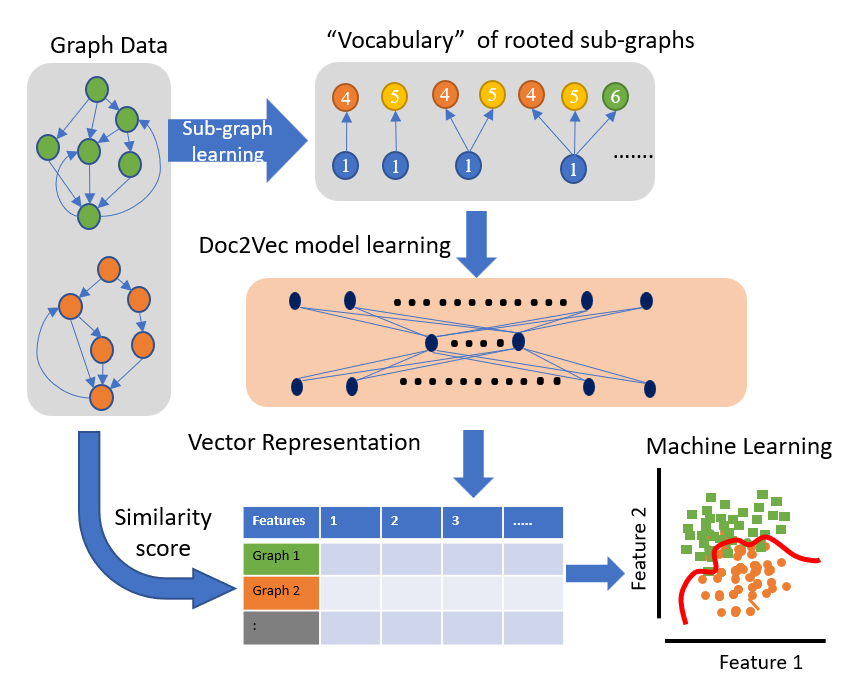 Graph Data
“Vocabulary” of rooted sub-graphs
Sub-graph
learning
4 5 4 5 4 5 6
1 1 1 1
.......
Doc2Vec model learning
Vector Representation
Similarity
score
Features 1 2 3 .....
Graph 1
Graph 2
:
Machine Learning
Feature 2
Feature 1